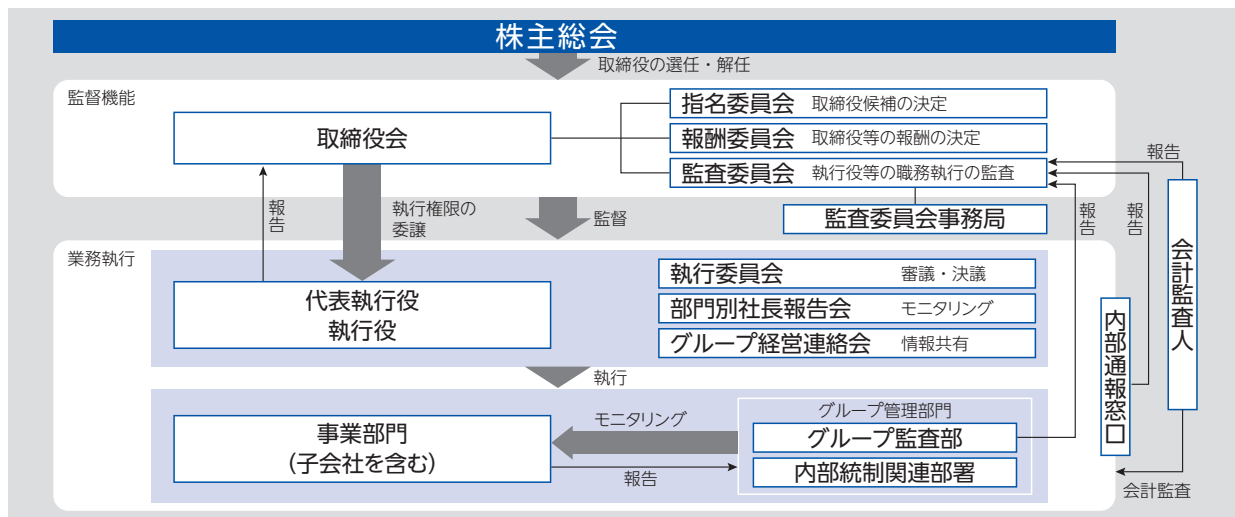 株主総会
取締役の選任・解任
監督機能
取締役会
指名委員会 取締役候補の決定
報酬委員会 取締役等の報酬の決定
監査委員会 執行役等の職務執行の監査
監査委員会事務局
報告
執行権限の
委譲
監督
報告
報告
報告
会計監査人
内部通報窓口
会計監査
業務執行
代表執行役
執行役
執行委員会 審議・決議
部門別社長報告会 モニタリング
グループ経営連絡会 情報共有
執行
事業部門
(子会社を含む)
モニタリング
報告
グループ管理部門
グループ監査部
内部統制関連部署